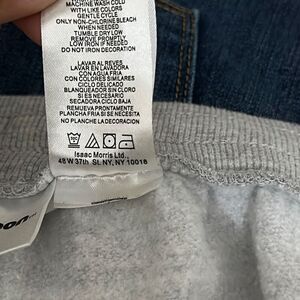 MACHINE WASH COLD
WITH LIKE COLORS
GENTLE CYCLE
ONLY NON-CHLORINE BLEACH
WHEN NEEDED
TUMBLE DRY LOW
REMOVE PROMPTLY
LOW IRON IF NEEDED
DO NOT IRON DECORATION
LAVAR AL REVES
LAVAR EN LAVADORA
CON AGUA FRIA
CON COLORES SIMILARES
CICLO DELICADO
BLANQUEADOR SIN CLORO
SI ES NECESARIO
SECADORA CICLO BAJO
REMUEVA PRONTAMENTE
PLANCHA FRIA SI SE NECESITA
NO PLANCHE LA DECORACION
Isaac Morris Ltd...
48 W 37th St. NY, NY 10018